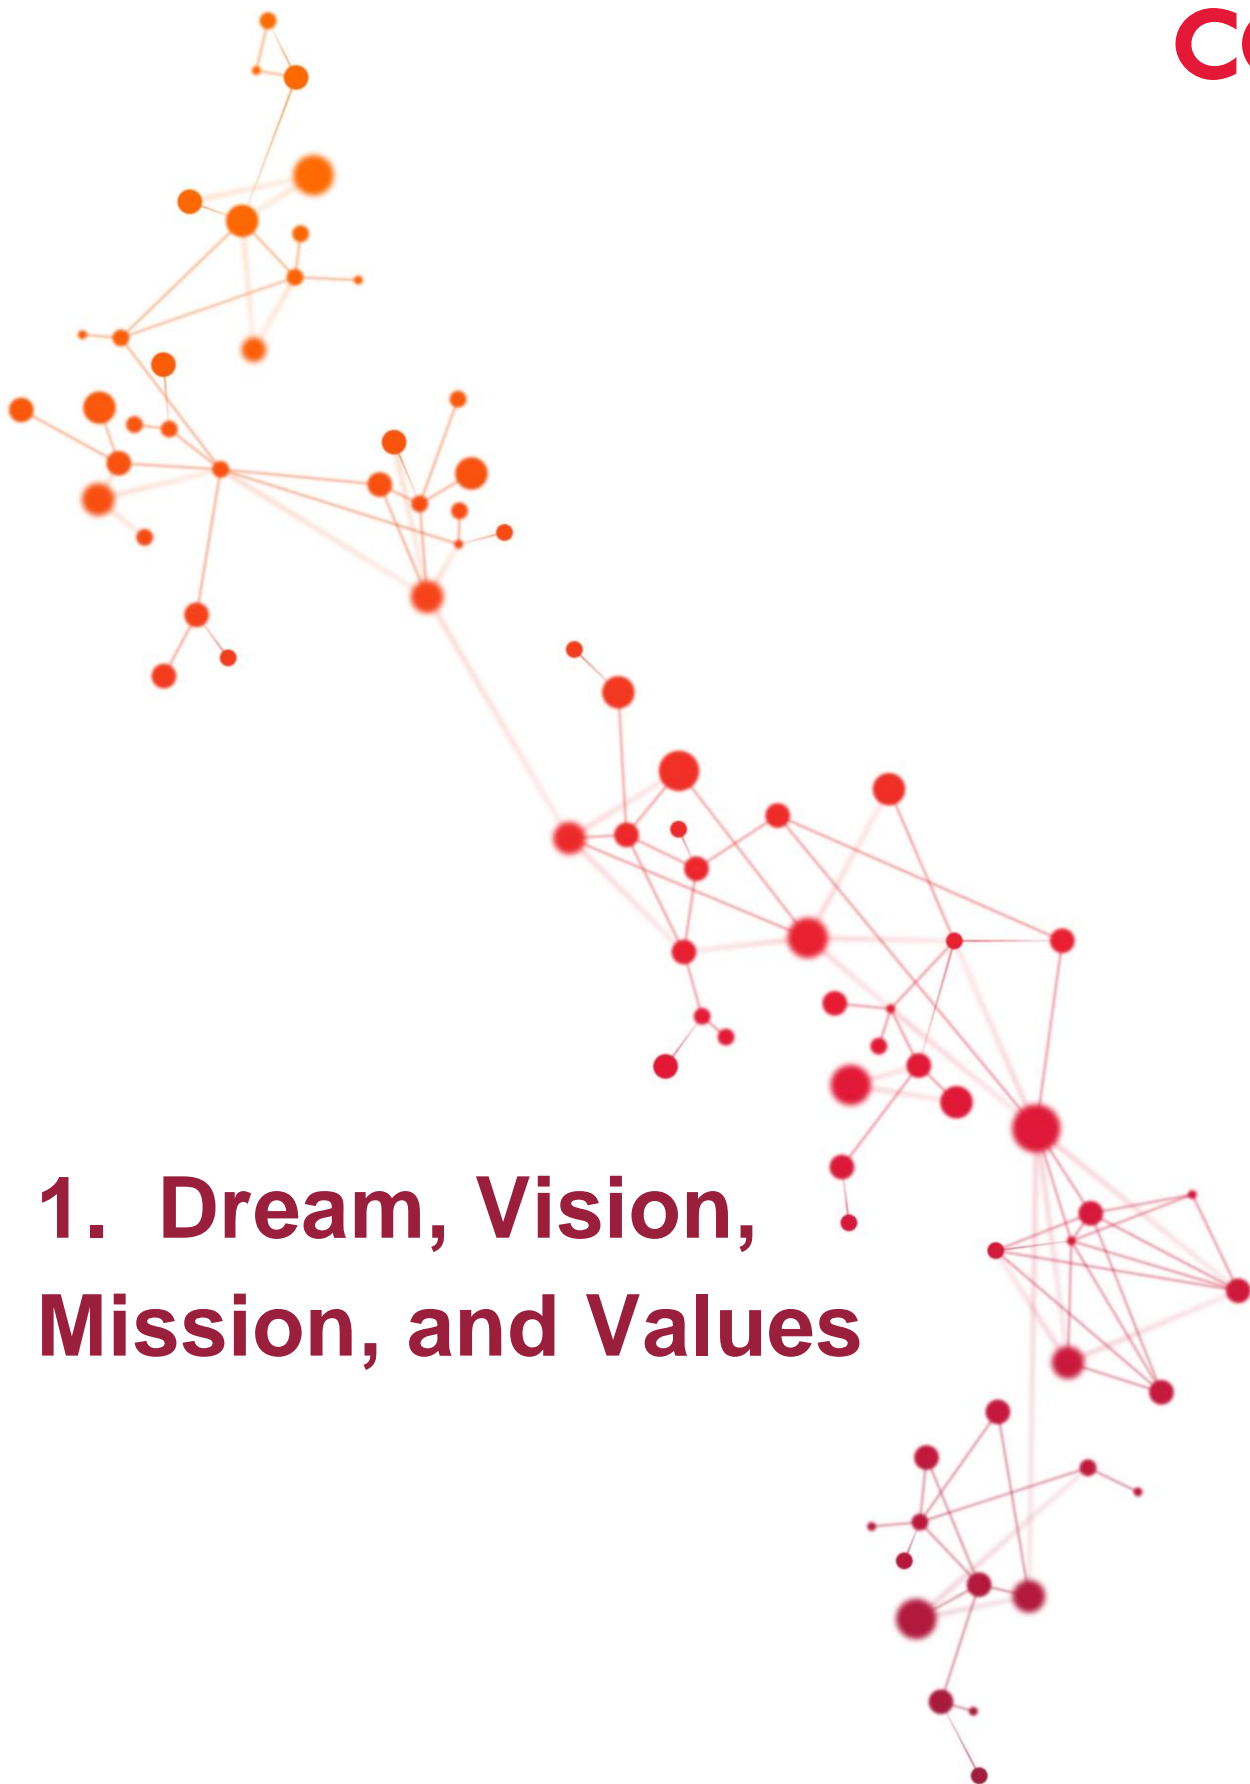 1. Dream, Vision,
Mission, and Values